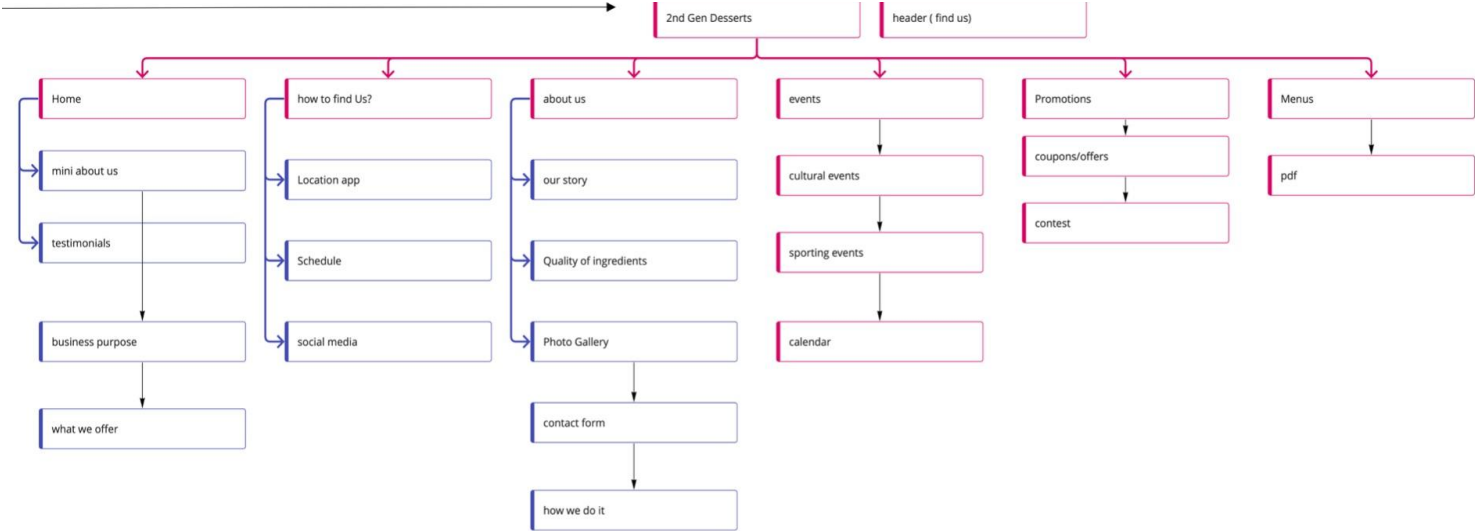 2nd Gen Desserts
header ( find us)
Home
how to find Us?
about us
events
Promotions
Menus
mini about us
Location app
our story
cultural events
coupons/offers
pdf
testimonials
Schedule
Quality of ingredients
sporting events
contest
business purpose
social media
Photo Gallery
calendar
what we offer
contact form
how we do it